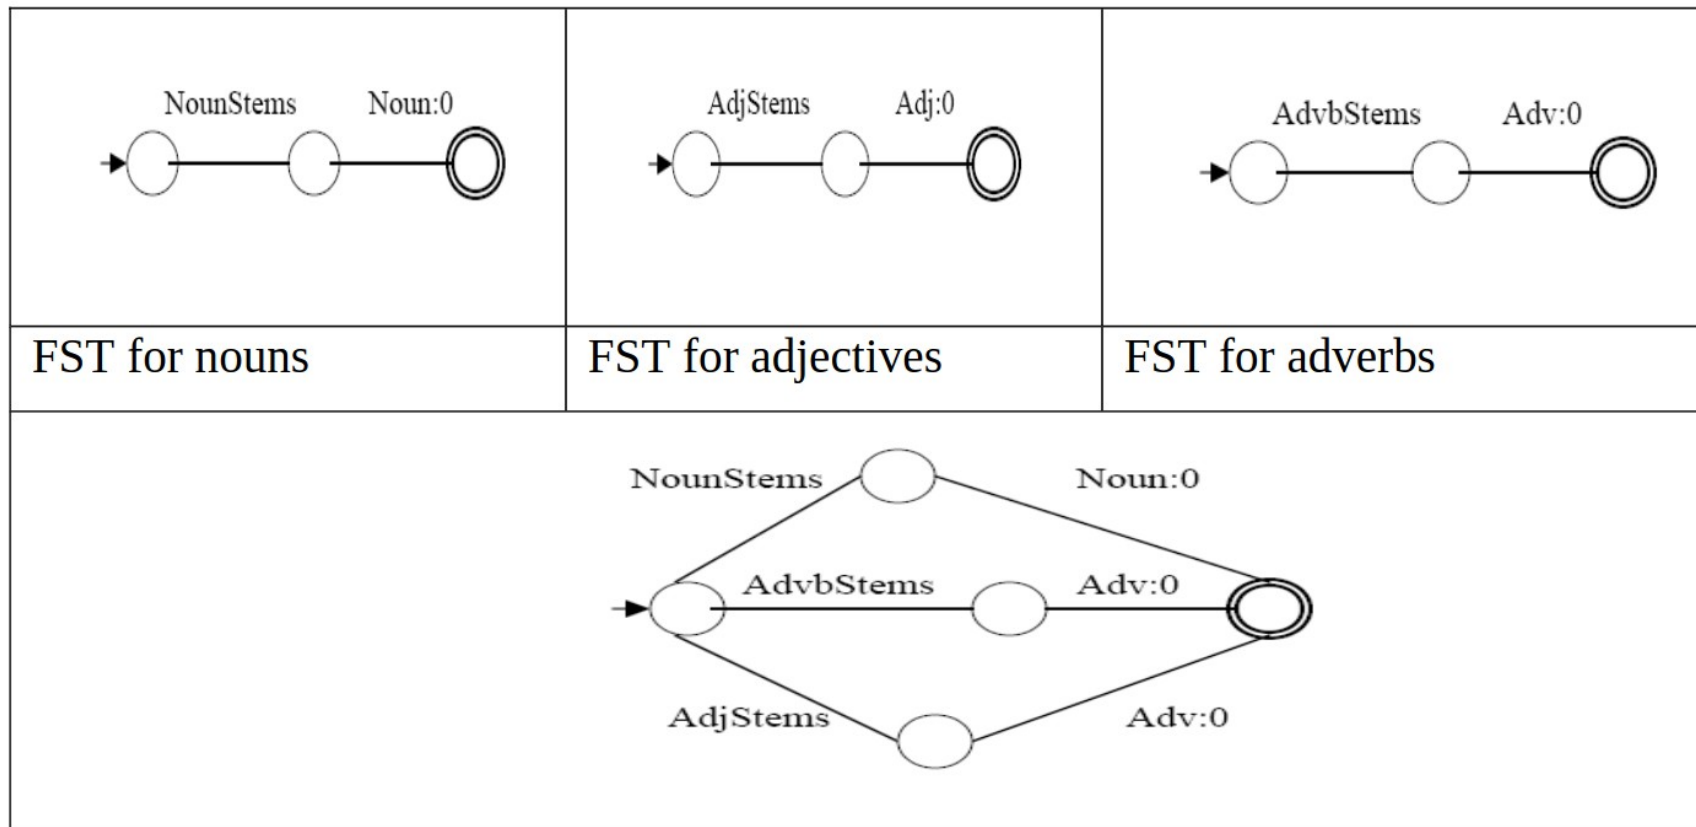 NounStems Noun:0
AdjStems Adj:0
AdvbStems Adv:0
FST for nouns
FST for adjectives
FST for adverbs
NounStems Noun:0
AdvbStems Adv:0
AdjStems Adv:0